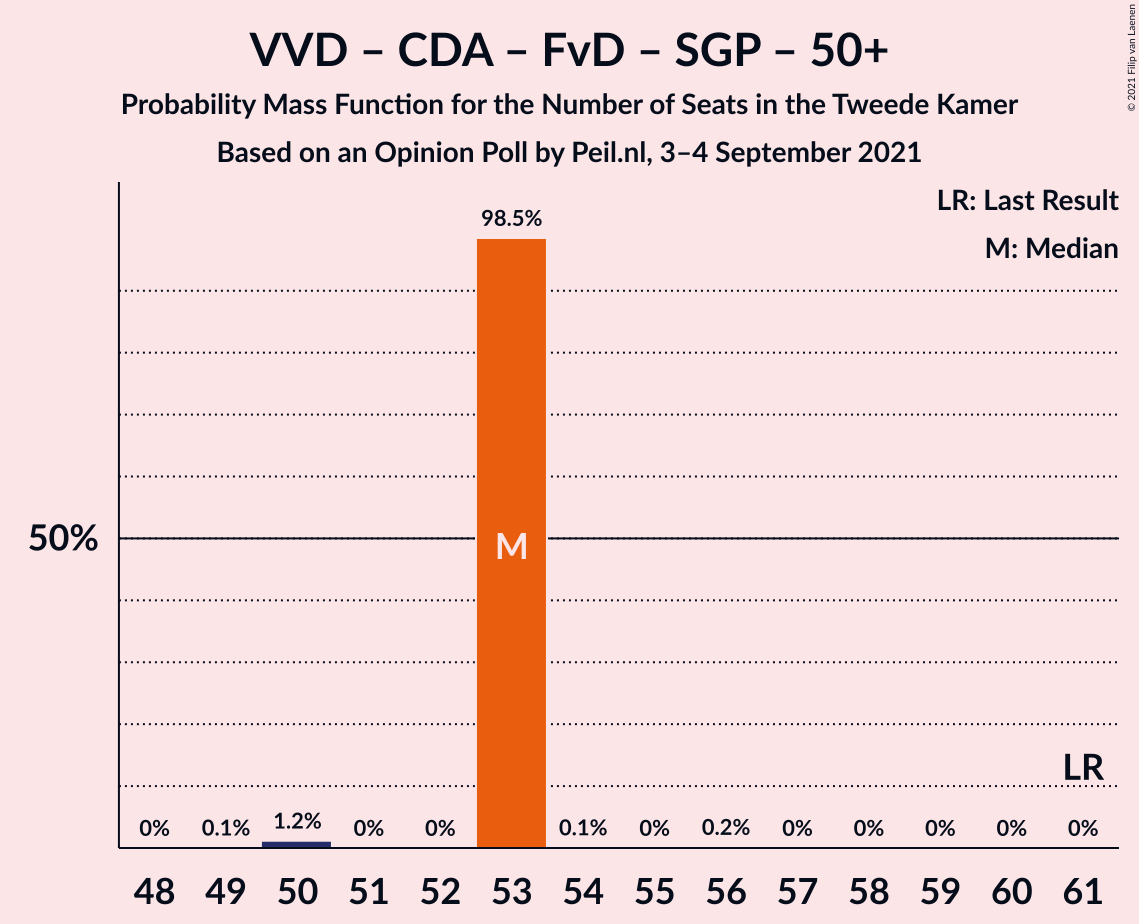 VVD – CDA – FvD – SGP – 50+
Probability Mass Function for the Number of Seats in the Tweede Kamer
Based on an Opinion Poll by Peil.nl, 3–4 September 2021
© 2021 Filip van Laenen
LR: Last Result
M: Median
98.5%
50%
M
LR
0% 0.1% 1.2% 0% 0% 0.1% 0% 0.2% 0% 0% 0% 0% 0%
48 49 50 51 52 53 54 55 56 57 58 59 60 61